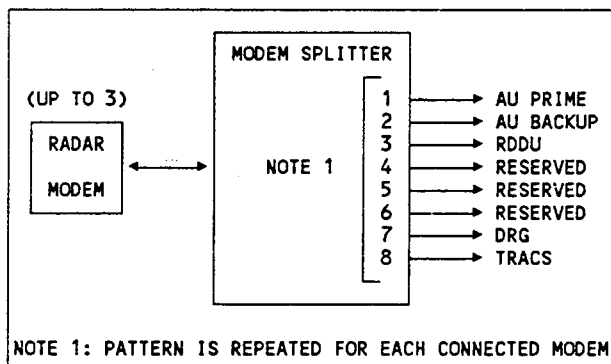 MODEM SPLITTER
(UP TO 3)
RADAR
MODEM
NOTE 1
1 AU PRIME
2 AU BACKUP
3 RDDU
4 RESERVED
5 RESERVED
6 RESERVED
7 DRG
8 TRACS
NOTE 1: PATTERN IS REPEATED FOR EACH CONNECTED MODEM